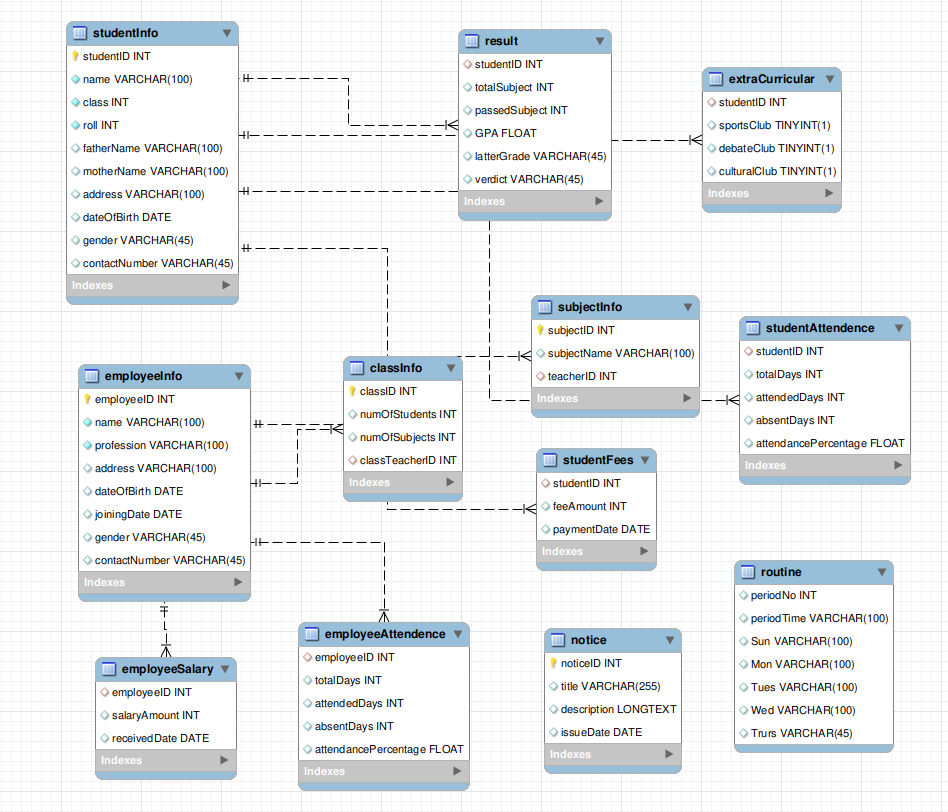 studentInfo
studentID INT
name VARCHAR(100)
class INT
roll INT
fatherName VARCHAR(100)
motherName VARCHAR(100)
address VARCHAR(100)
dateOfBirth DATE
gender VARCHAR(45)
contactNumber VARCHAR(45)
Indexes
result
studentID INT
totalSubject INT
passedSubject INT
GPA FLOAT
latterGrade VARCHAR(45)
verdict VARCHAR(45)
Indexes
extraCurricular
studentID INT
sportsClub TINYINT(1)
debateClub TINYINT(1)
culturalClub TINYINT(1)
Indexes
subjectInfo
subjectID INT
subjectName VARCHAR(100)
teacherID INT
Indexes
studentAttendence
studentID INT
totalDays INT
attendedDays INT
absentDays INT
attendancePercentage FLOAT
Indexes
employeeInfo
employeeID INT
name VARCHAR(100)
profession VARCHAR(100)
address VARCHAR(100)
dateOfBirth DATE
joiningDate DATE
gender VARCHAR(45)
contactNumber VARCHAR(45)
Indexes
classInfo
classID INT
numOfStudents INT
numOfSubjects INT
classTeacherID INT
Indexes
studentFees
studentID INT
feeAmount INT
paymentDate DATE
Indexes
employeeSalary
employeeID INT
salaryAmount INT
receivedDate DATE
Indexes
employeeAttendence
employeeID INT
totalDays INT
attendedDays INT
absentDays INT
attendancePercentage FLOAT
Indexes
notice
noticeID INT
title VARCHAR(255)
description LONGTEXT
issueDate DATE
Indexes
routine
periodNo INT
periodTime VARCHAR(100)
Sun VARCHAR(100)
Mon VARCHAR(100)
Tues VARCHAR(100)
Wed VARCHAR(100)
Trurs VARCHAR(45)